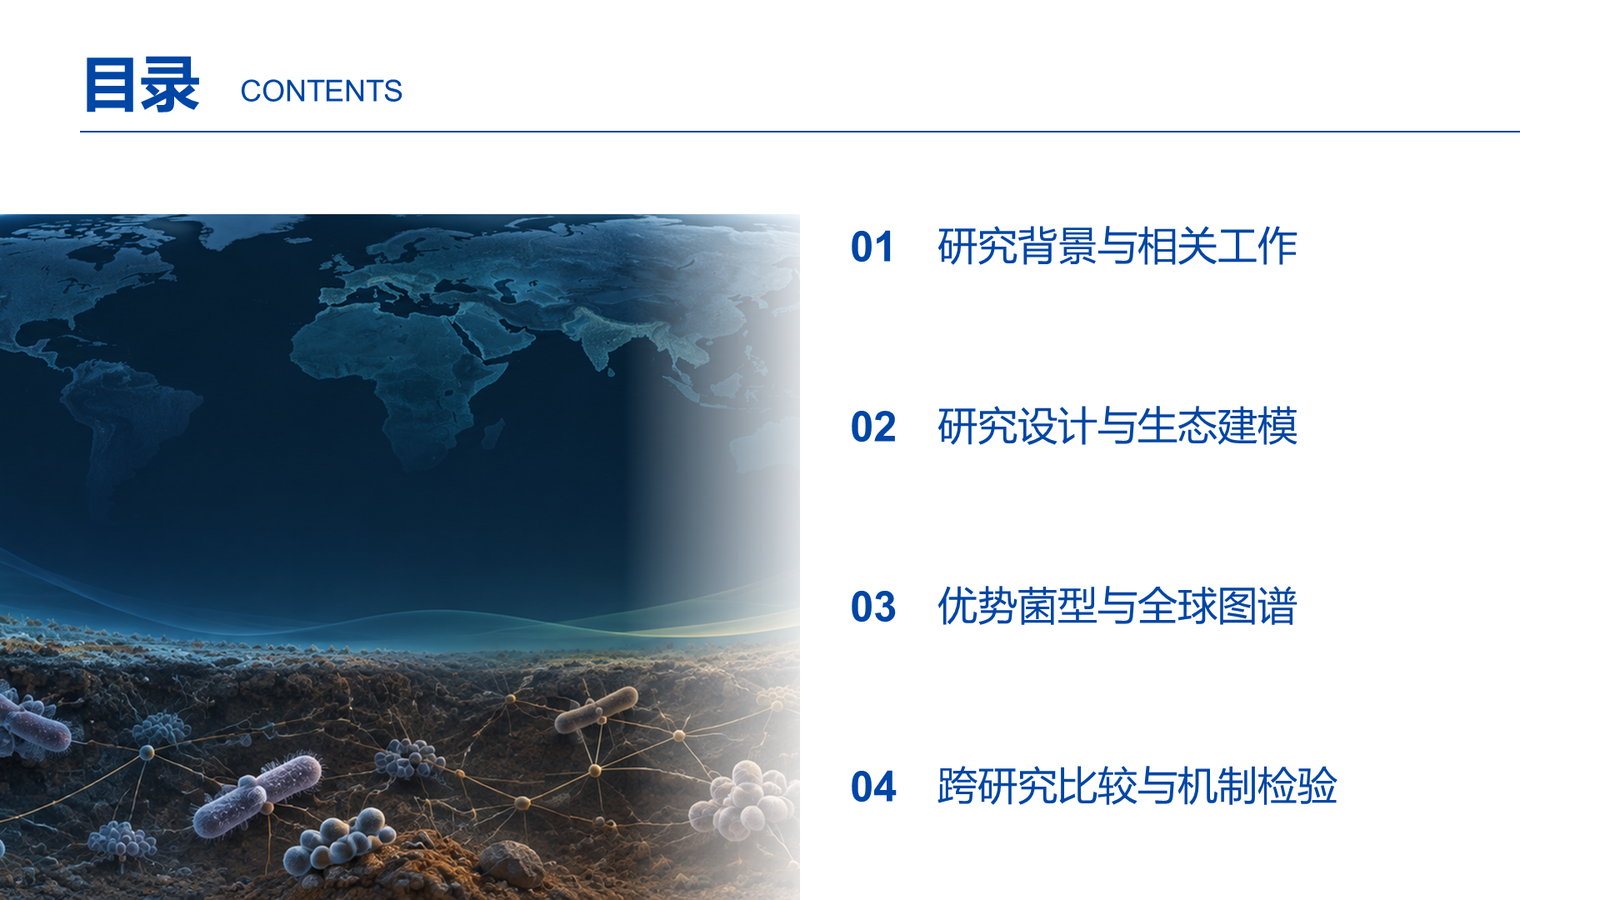 目录 CONTENTS
01 研究背景与相关工作
02 研究设计与生态建模
03 优势菌型与全球图谱
04 跨研究比较与机制检验